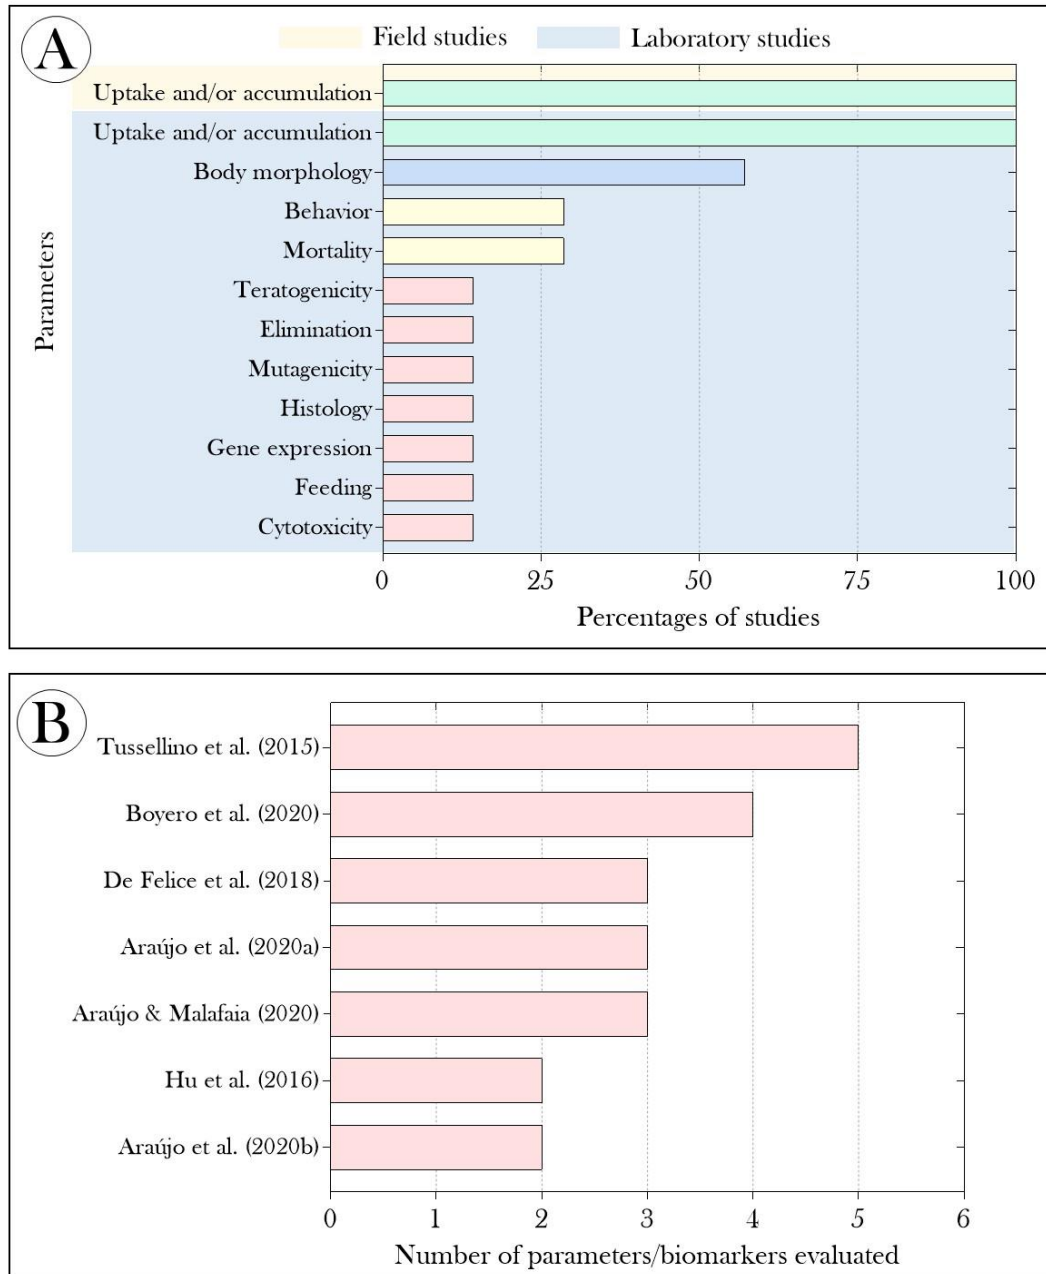 A
Field studies
Laboratory studies
Parameters
Uptake and/or accumulation
Uptake and/or accumulation
Body morphology
Behavior
Mortality
Teratogenicity
Elimination
Mutagenicity
Histology
Gene expression
Feeding
Cytotoxicity
0 25 50 75 100
Percentages of studies
B
Tussellino et al. (2015)
Boyero et al. (2020)
De Felice et al. (2018)
Araújo et al. (2020a)
Araújo & Malafaia (2020)
Hu et al. (2016)
Araújo et al. (2020b)
0 1 2 3 4 5 6
Number of parameters/biomarkers evaluated